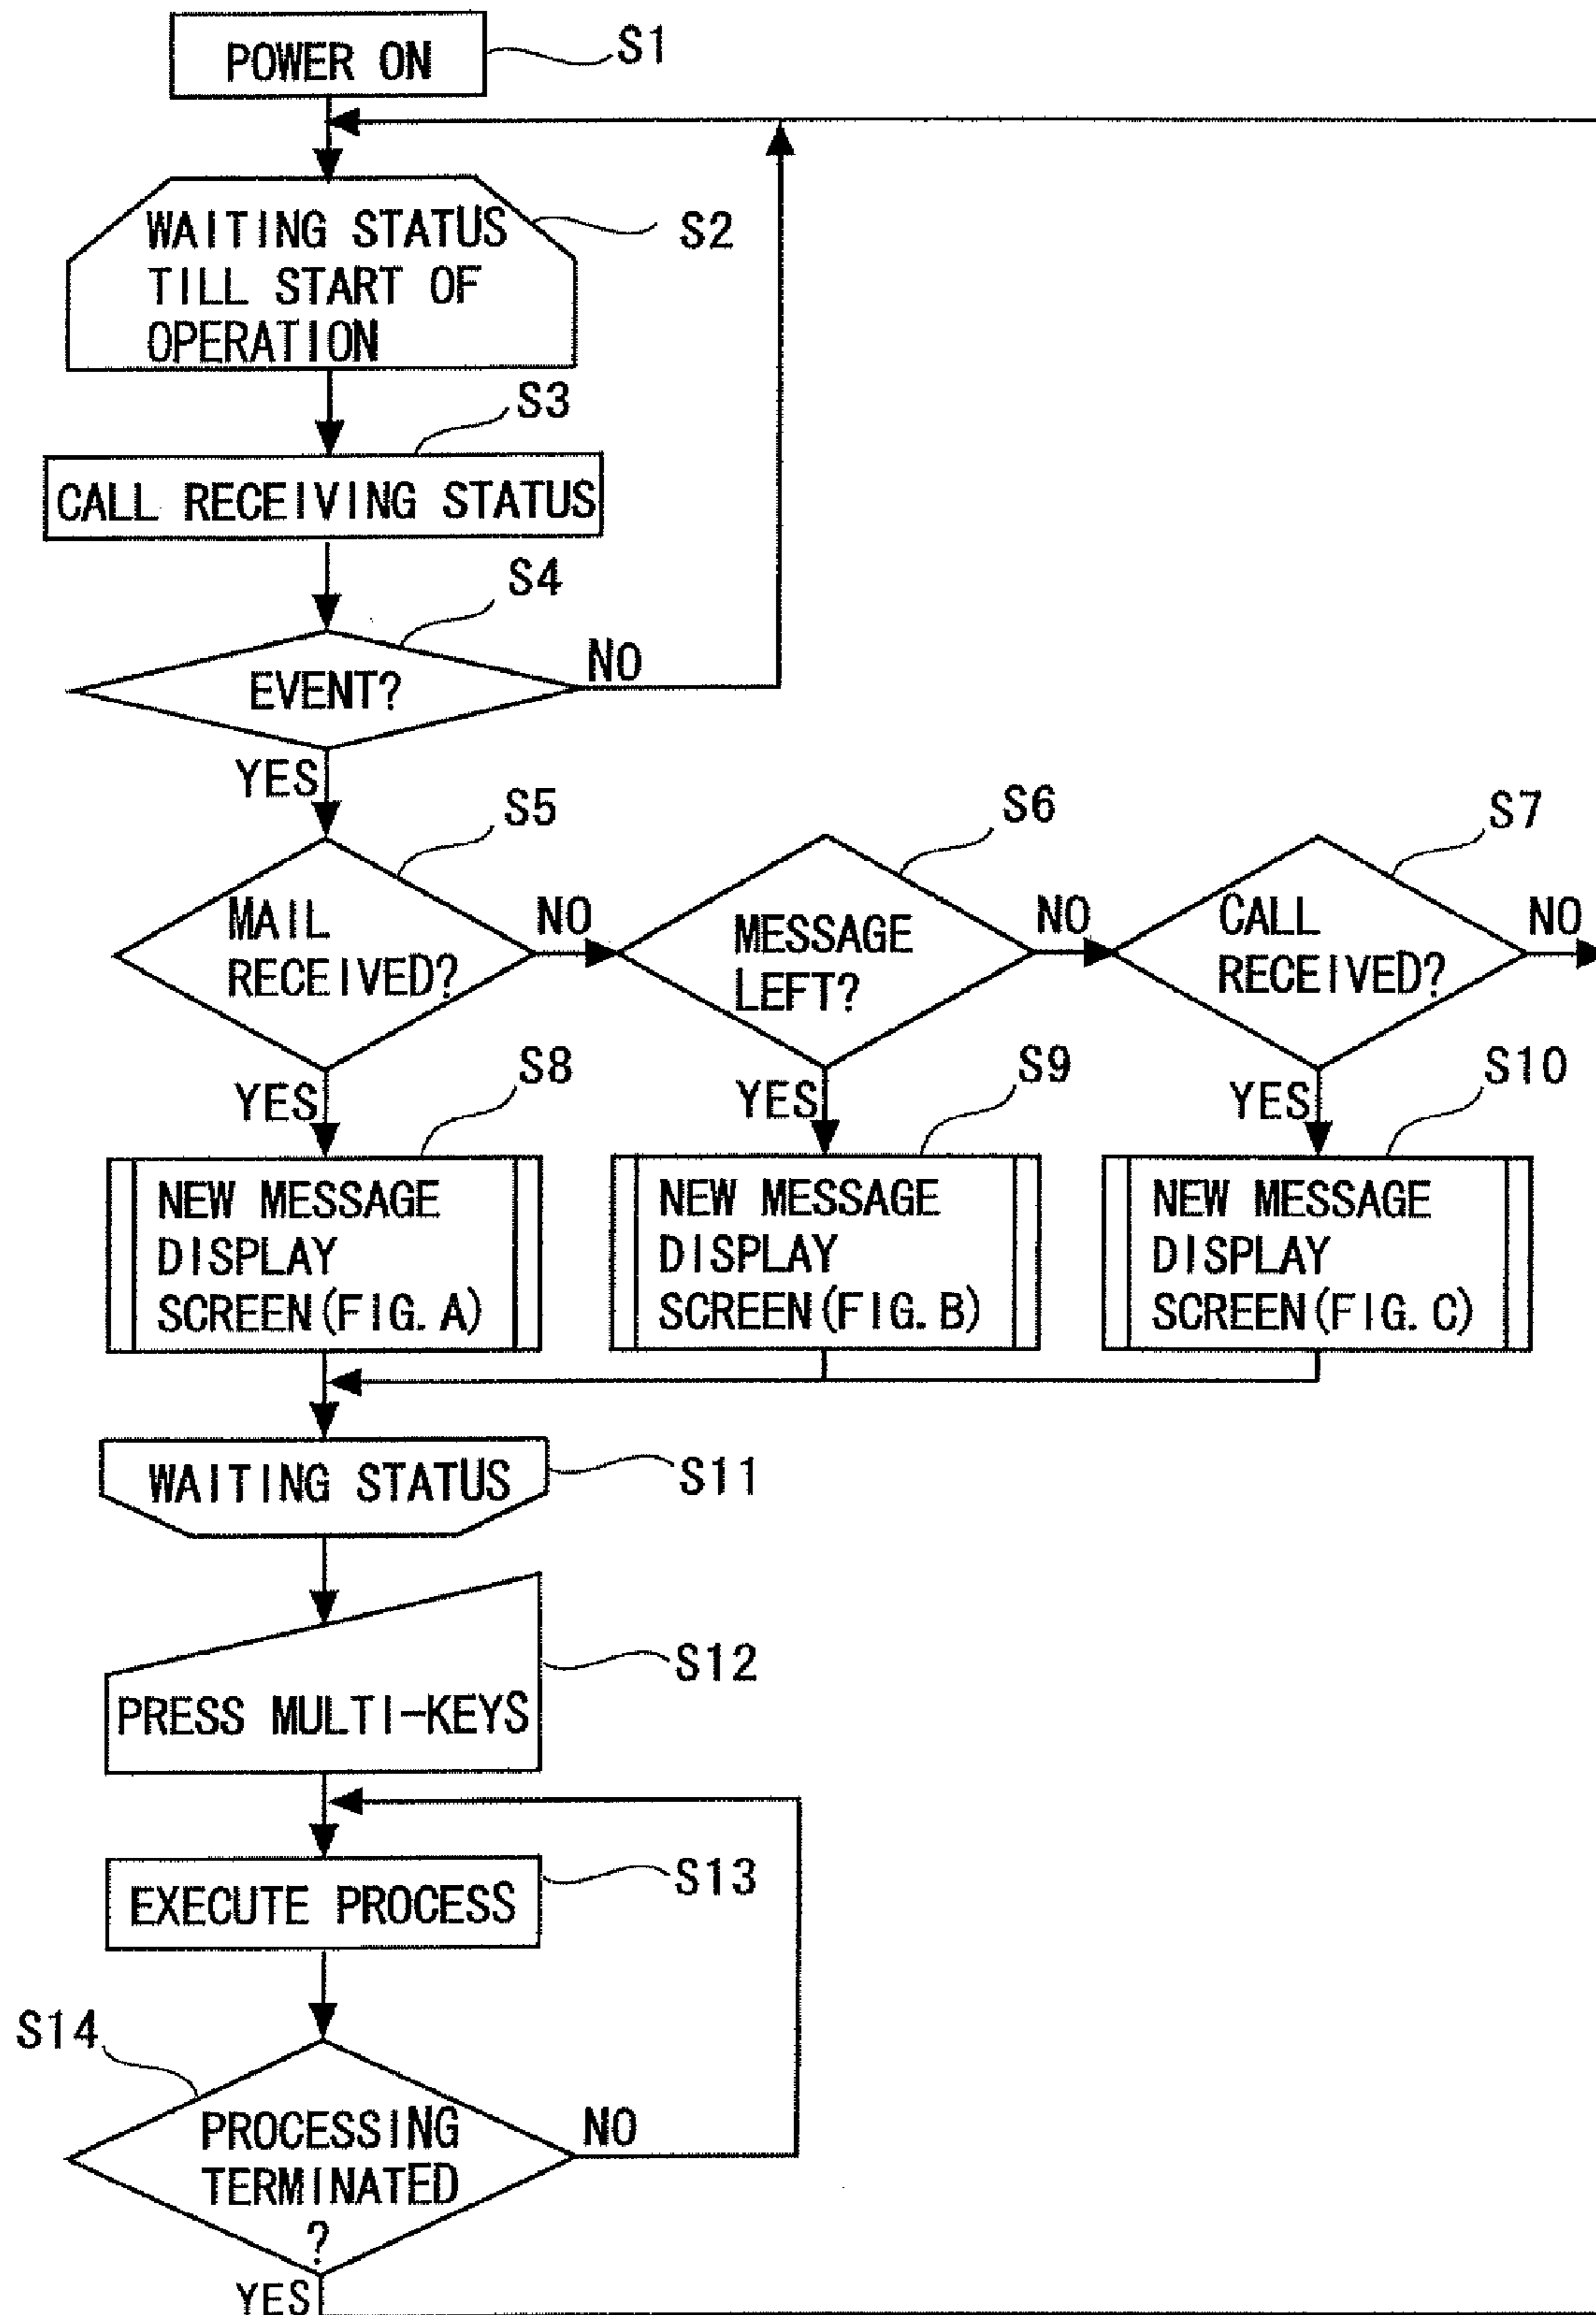 POWER ON
S1
WAITING STATUS
TILL START OF
OPERATION
S2
S3
CALL RECEIVING STATUS
S4
EVENT?
NO
YES
S5
S6
S7
MAIL
RECEIVED?
NO
MESSAGE
LEFT?
NO
CALL
RECEIVED?
NO
YES
S8
YES
S9
YES
S10
NEW MESSAGE
DISPLAY
SCREEN(FIG. A)
NEW MESSAGE
DISPLAY
SCREEN(FIG. B)
NEW MESSAGE
DISPLAY
SCREEN(FIG. C)
WAITING STATUS
S11
S12
PRESS MULTI-KEYS
EXECUTE PROCESS
S13
S14
PROCESSING
TERMINATED
?
NO
YES